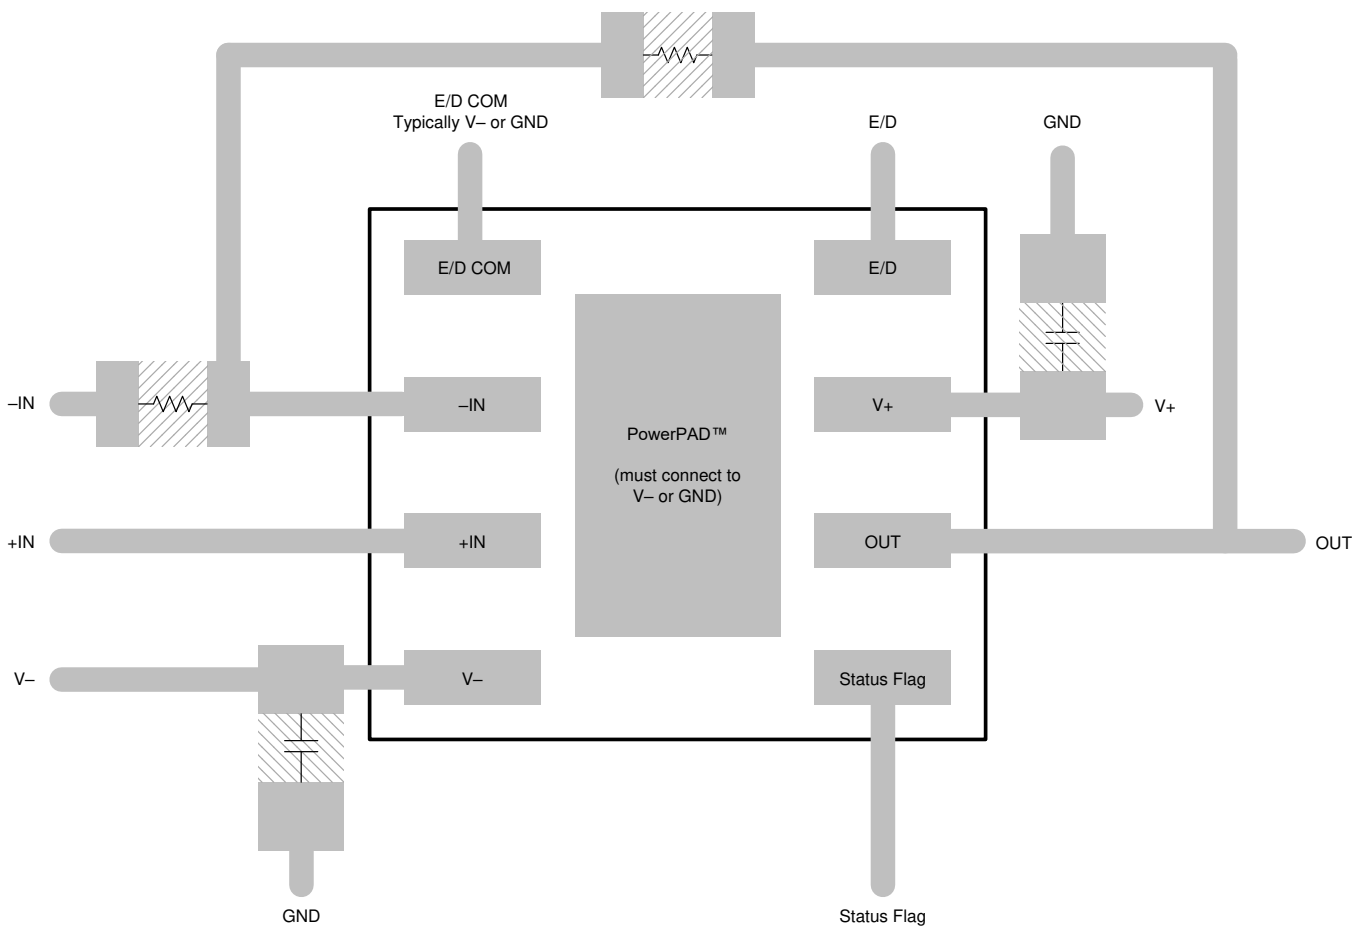 E/D COM
Typically V– or GND
E/D
GND
E/D COM
E/D
–IN
–IN
V+
V+
PowerPAD™
(must connect to
V– or GND)
+IN
+IN
OUT
OUT
V–
V–
Status Flag
GND
Status Flag